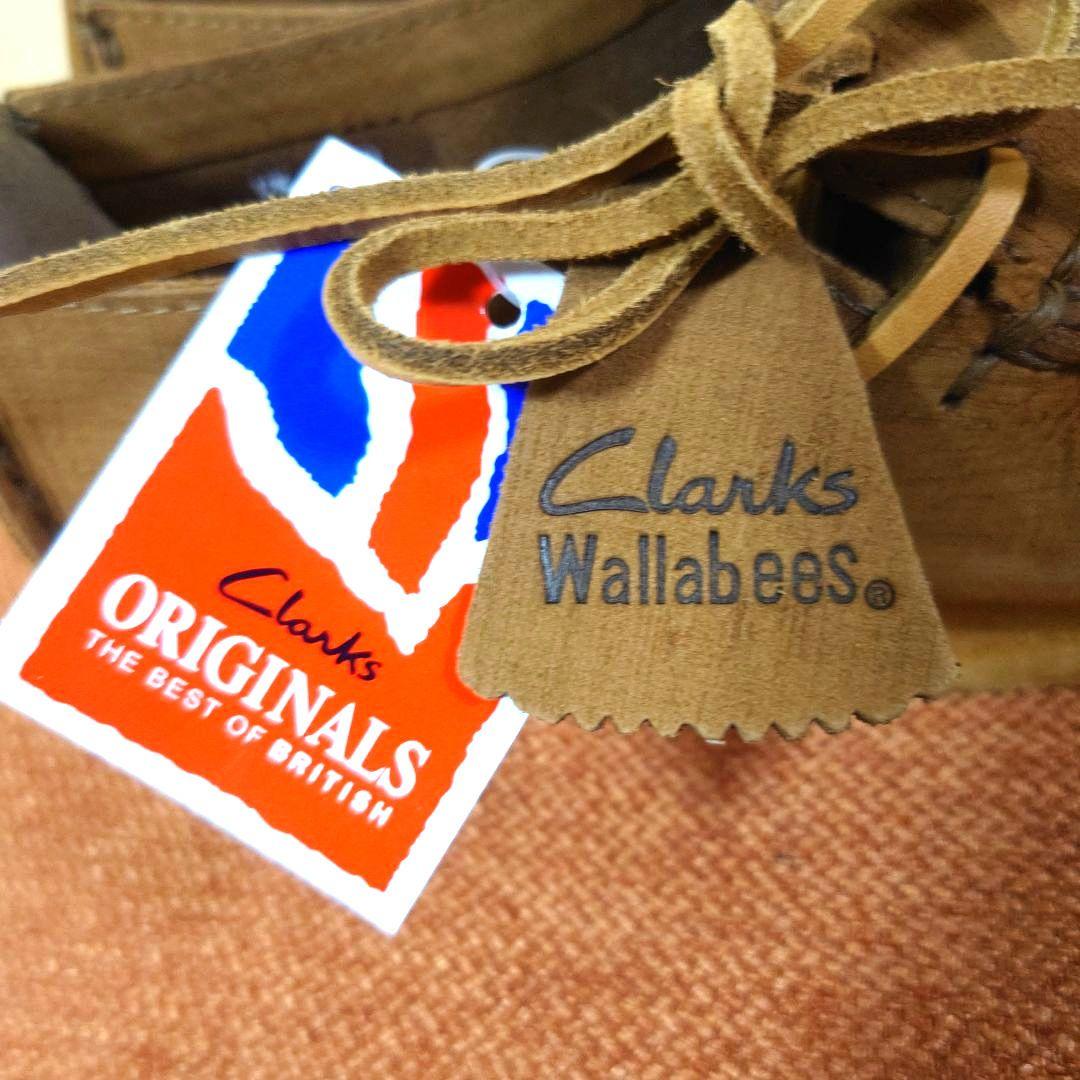 Clarks
ORIGINALS
THE BEST OF BRITISH
Clarks
Wallabees®